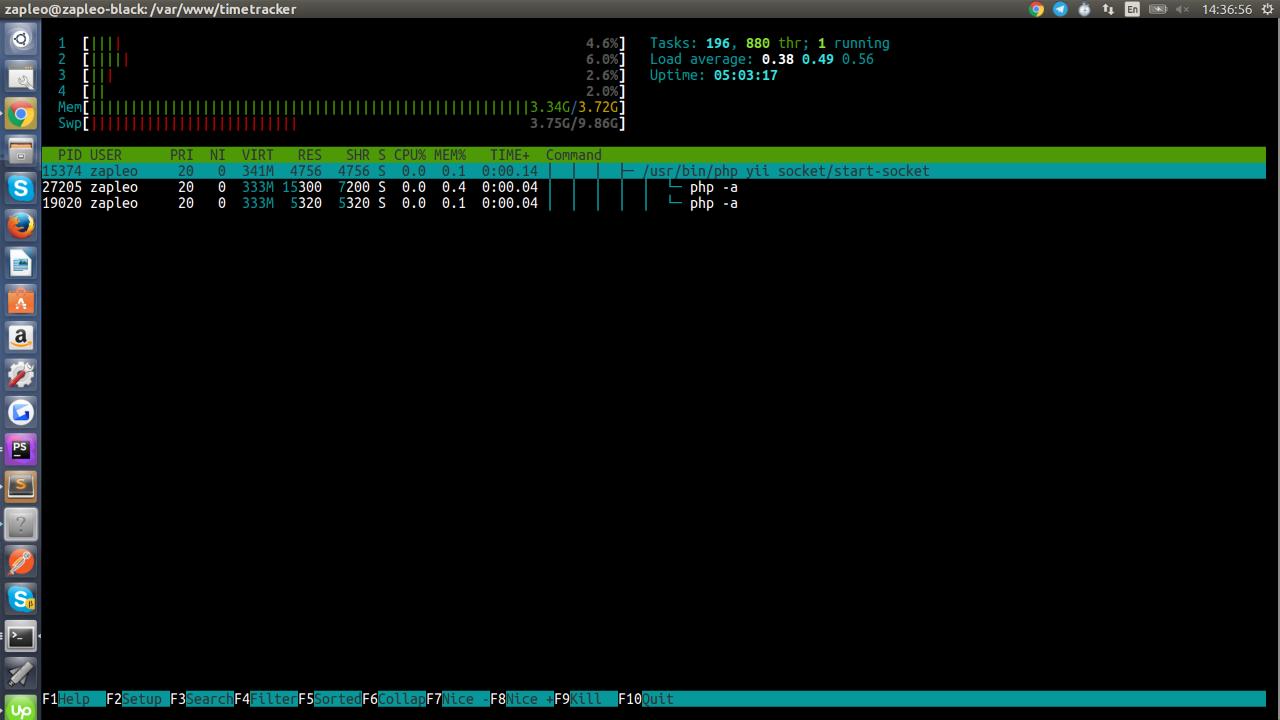 zapleo@zapleo-black: /var/www/timetracker En 14:36:56
1 [|||| 4.6%] Tasks: 196, 880 thr; 1 running
2 [||||| 6.0%] Load average: 0.38 0.49 0.56
3 [||| 2.6%] Uptime: 05:03:17
4 [|| 2.0%]
Mem[|||||||||||||||||||||||||||||||||||||||||||||||||||||||3.34G/3.72G]
Swp[|||||||||||||||||||||||||| 3.75G/9.86G]
PID USER PRI NI VIRT RES SHR S CPU% MEM% TIME+ Command
15374 zapleo 20 0 341M 4756 4756 S 0.0 0.1 0:00.14 │ │ │ ├─ /usr/bin/php yii socket/start-socket
27205 zapleo 20 0 333M 15300 7200 S 0.0 0.4 0:00.04 │ │ │ │ │ └─ php -a
19020 zapleo 20 0 333M 5320 5320 S 0.0 0.1 0:00.04 │ │ │ │ │ └─ php -a
F1Help F2Setup F3SearchF4FilterF5SortedF6CollapF7Nice -F8Nice +F9Kill F10Quit
a
PS
S
?
S
>_
up